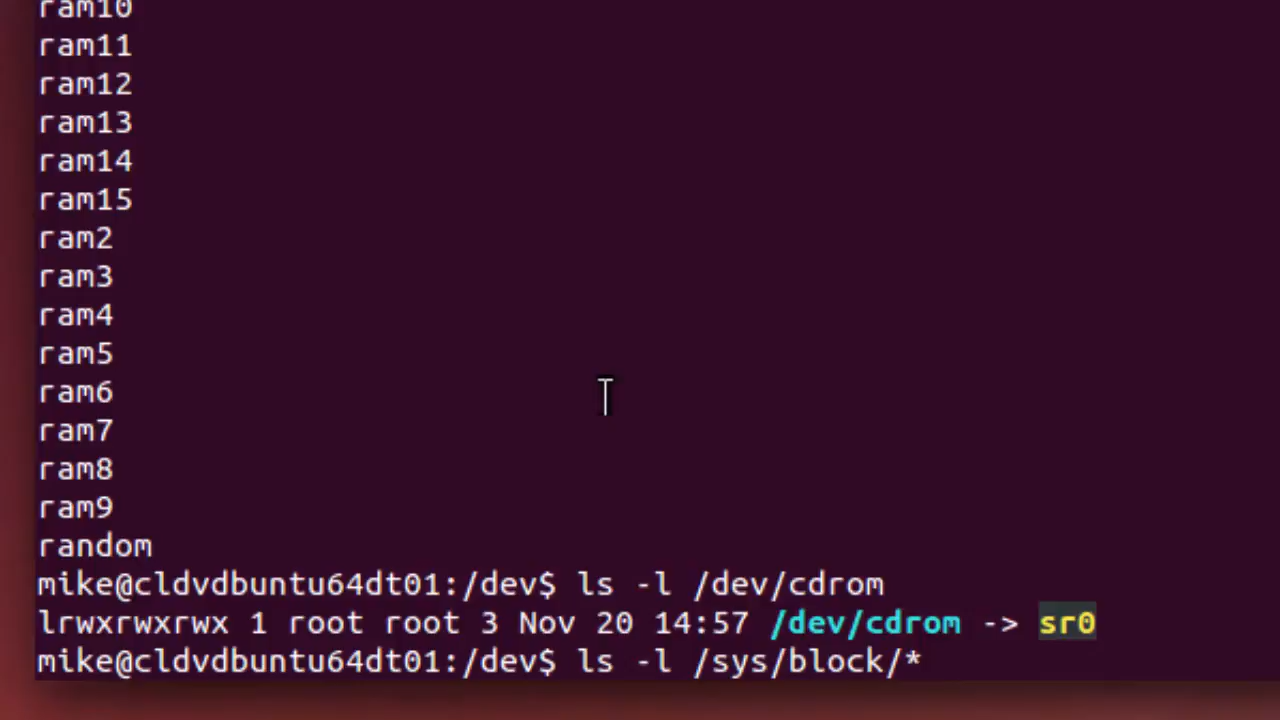 ram10
ram11
ram12
ram13
ram14
ram15
ram2
ram3
ram4
ram5
ram6
ram7
ram8
ram9
random
mike@cldvdbuntu64dt01:/dev$ ls -l /dev/cdrom
lrwxrwxrwx 1 root root 3 Nov 20 14:57 /dev/cdrom -> sr0
mike@cldvdbuntu64dt01:/dev$ ls -l /sys/block/*